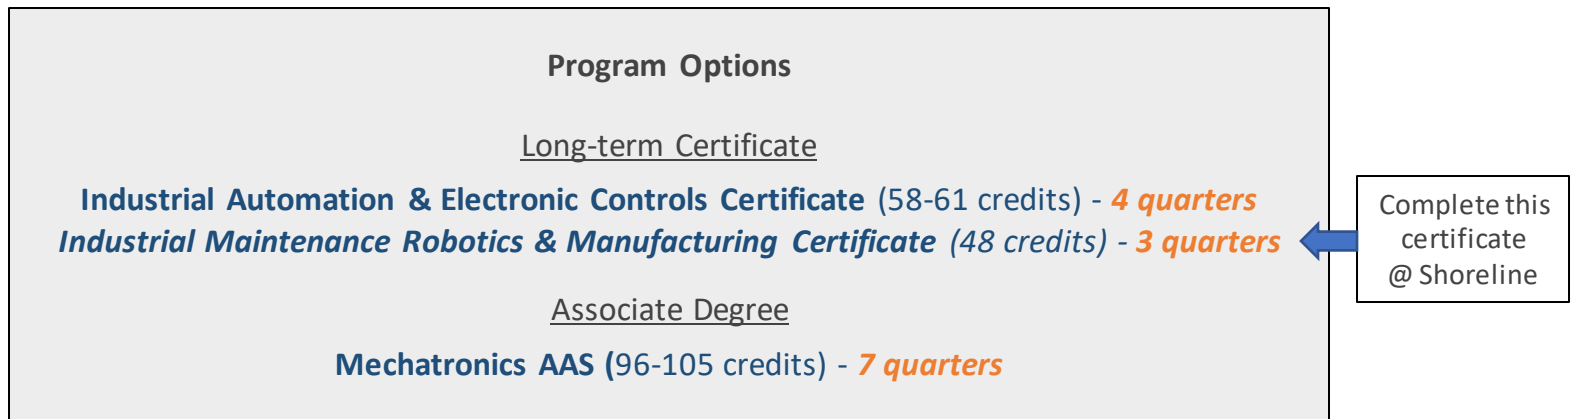 Program Options
Long-term Certificate
Industrial Automation & Electronic Controls Certificate (58-61 credits) - 4 quarters
Industrial Maintenance Robotics & Manufacturing Certificate (48 credits) - 3 quarters
Complete this
certificate
@ Shoreline
Associate Degree
Mechatronics AAS (96-105 credits) - 7 quarters